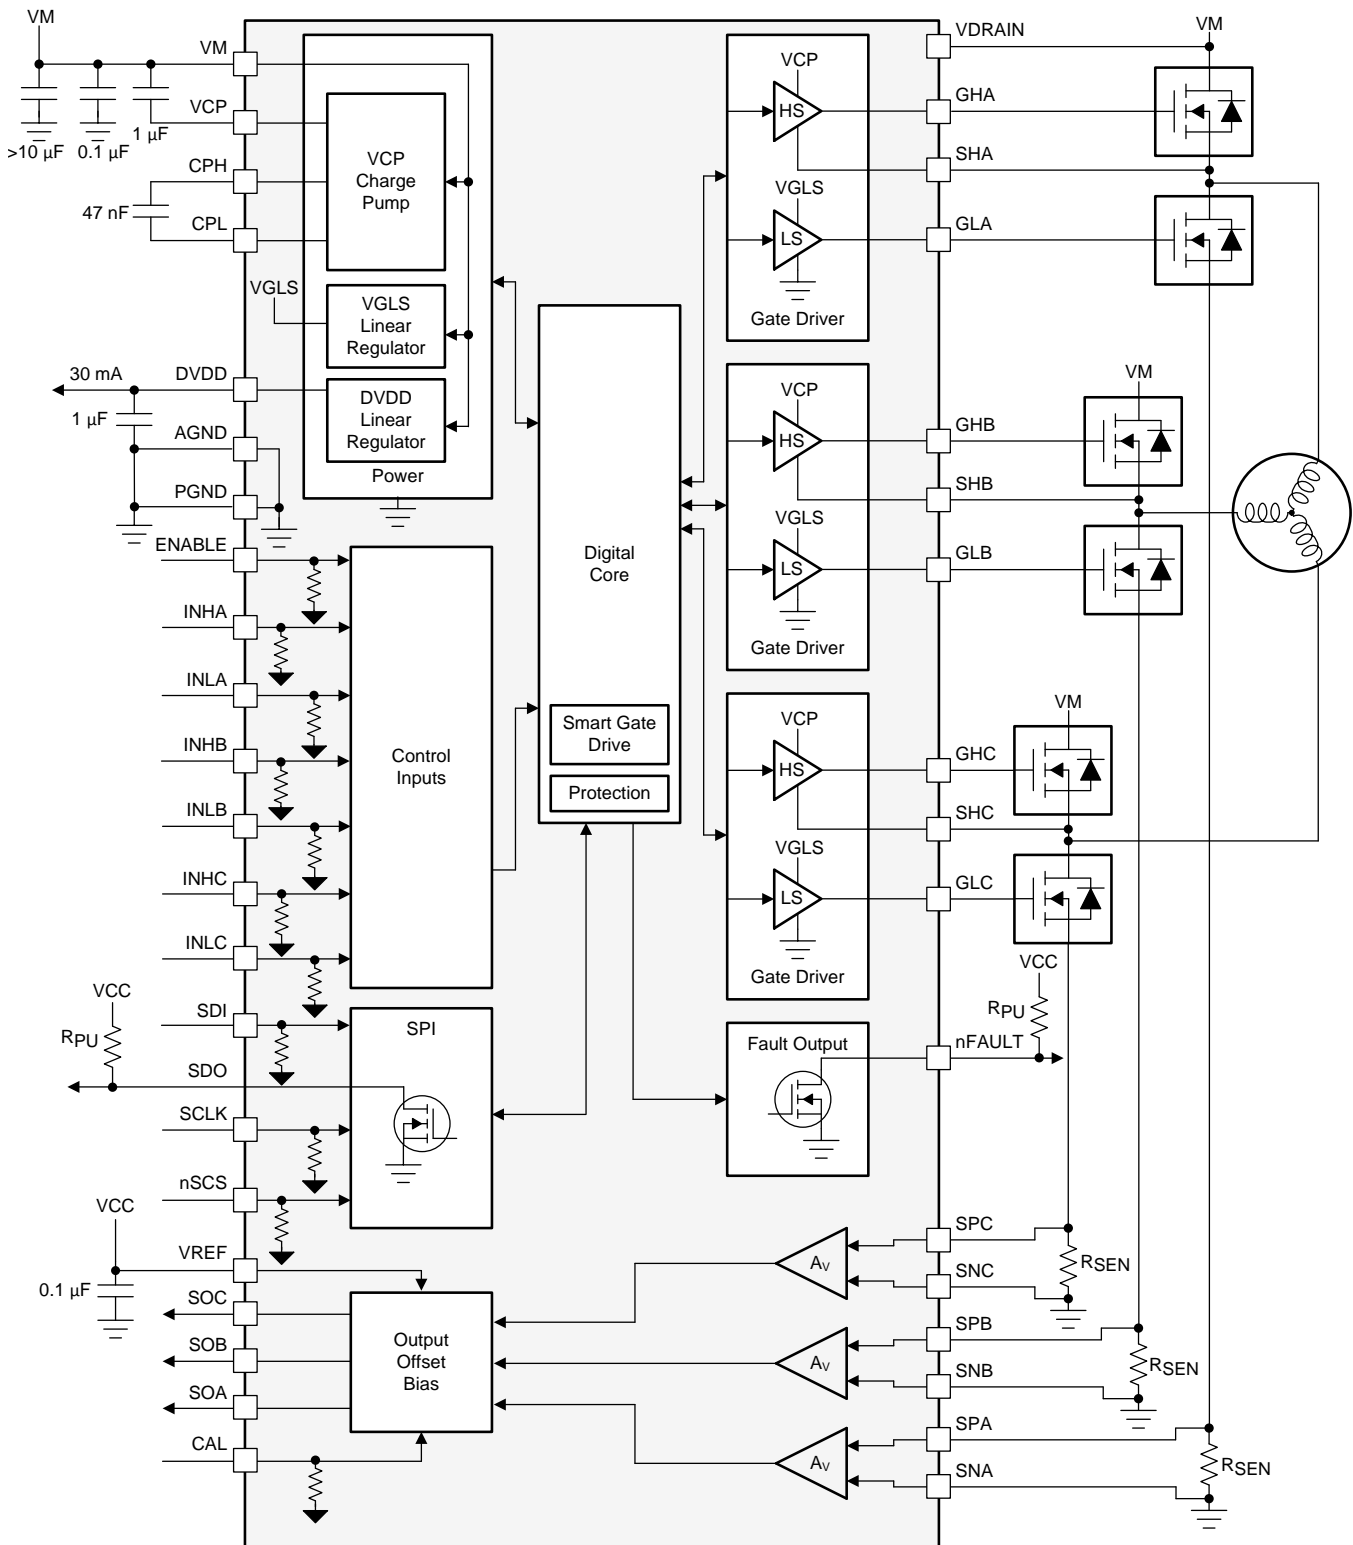 VM
VM
VCP
>10 µF
0.1 µF
1 µF
CPH
47 nF
CPL
VCP
Charge
Pump
VGLS
VGLS
Linear
Regulator
30 mA
DVDD
1 µF
DVDD
Linear
Regulator
AGND
Power
PGND
ENABLE
INHA
INLA
INHB
INLB
INHC
INLC
Control
Inputs
VCC
RPU
SDI
SPI
SDO
SCLK
nSCS
VCC
VREF
0.1 µF
SOC
SOB
SOA
CAL
Output
Offset
Bias
Digital
Core
Smart Gate
Drive
Protection
VCP
HS
VGLS
LS
Gate Driver
VCP
HS
VGLS
LS
Gate Driver
VCP
HS
VGLS
LS
Gate Driver
Fault Output
AV
AV
AV
VDRAIN
VM
GHA
SHA
GLA
VM
GHB
SHB
GLB
VM
GHC
SHC
GLC
VCC
RPU
nFAULT
SPC
RSEN
SNC
SPB
RSEN
SNB
SPA
RSEN
SNA